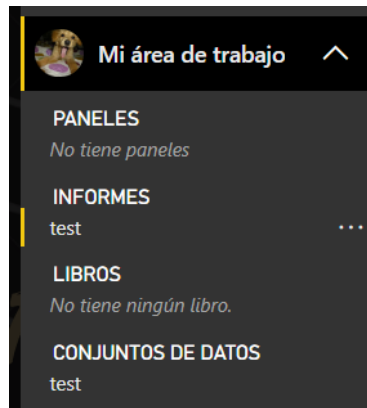 Mi área de trabajo
PANELES
No tiene paneles
INFORMES
test
LIBROS
No tiene ningún libro.
CONJUNTOS DE DATOS
test